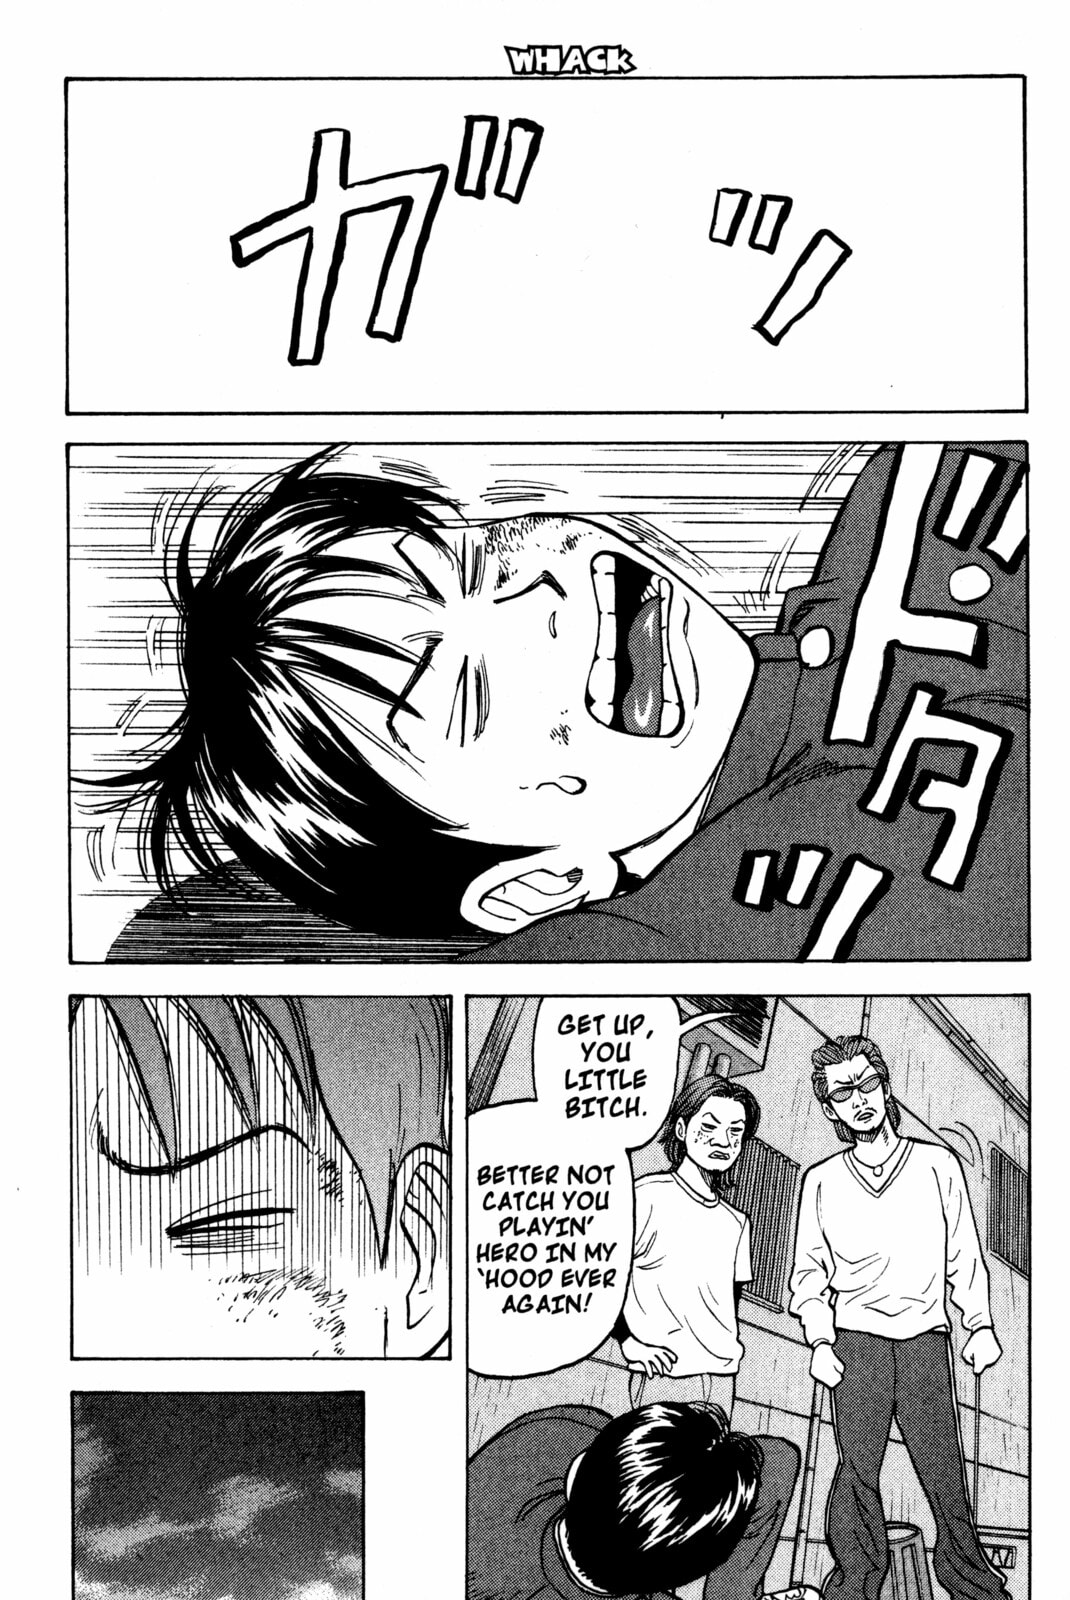 WHACK
ガッ
ドタッ
GET UP,
YOU
LITTLE
BITCH.
BETTER NOT
CATCH YOU
PLAYIN'
HERO IN MY
'HOOD EVER
AGAIN!